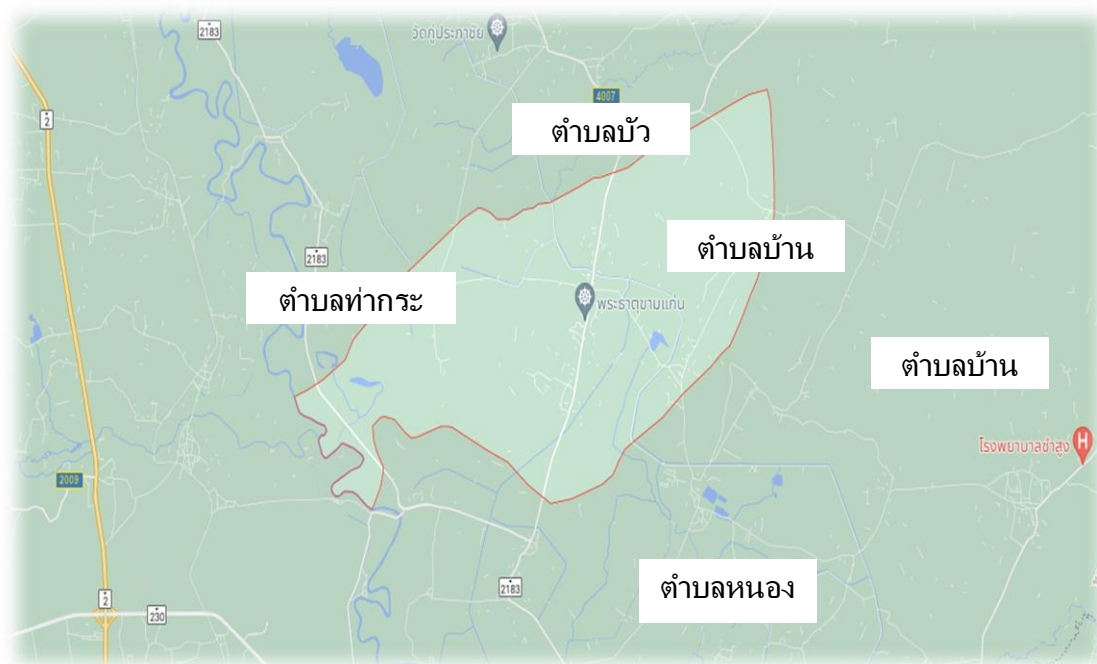 2183
วัดกู่ประภาชัย
4007
2
ตำบลบัว
ตำบลบ้าน
2183
ตำบลท่ากระ
พระธาตุขามแก่น
ตำบลบ้าน
โรงพยาบาลซำสูง
H
2009
ตำบลหนอง
2183
2
230